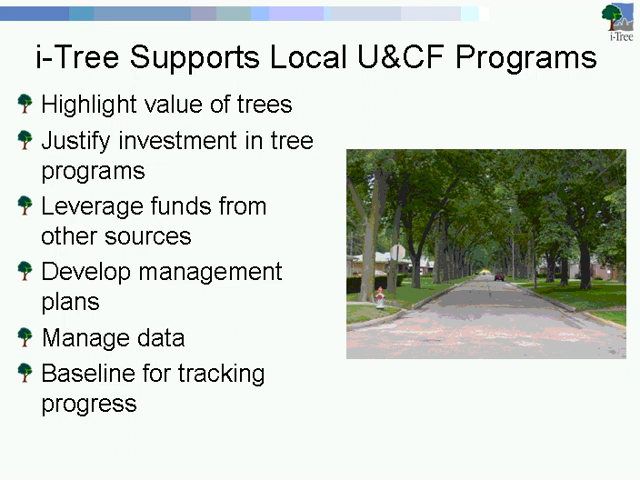 i-Tree
i-Tree Supports Local U&CF Programs
Highlight value of trees
Justify investment in tree
programs
Leverage funds from
other sources
Develop management
plans
Manage data
Baseline for tracking
progress